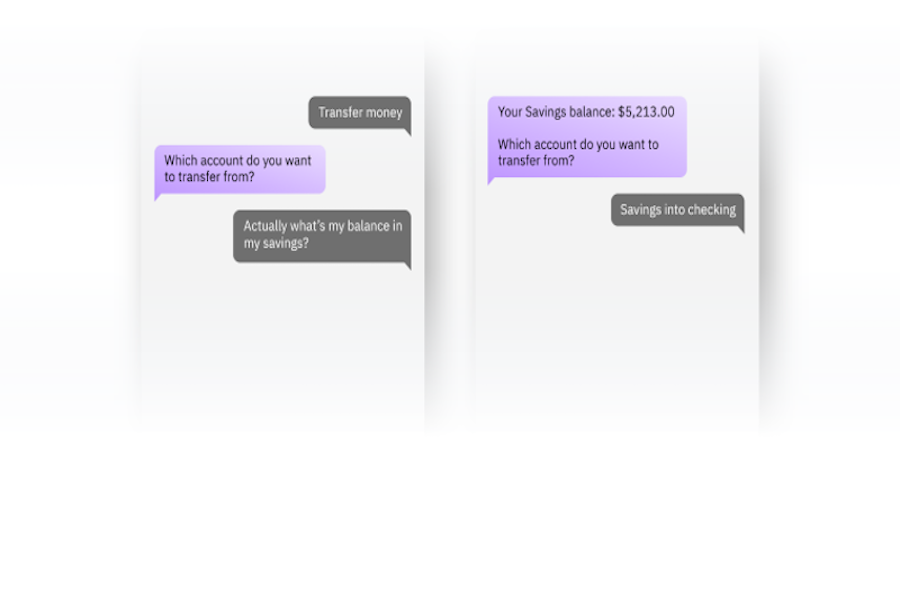 Transfer money
Which account do you want
to transfer from?
Actually what's my balance in
my savings?
Your Savings balance: $5,213.00
Which account do you want to
transfer from?
Savings into checking